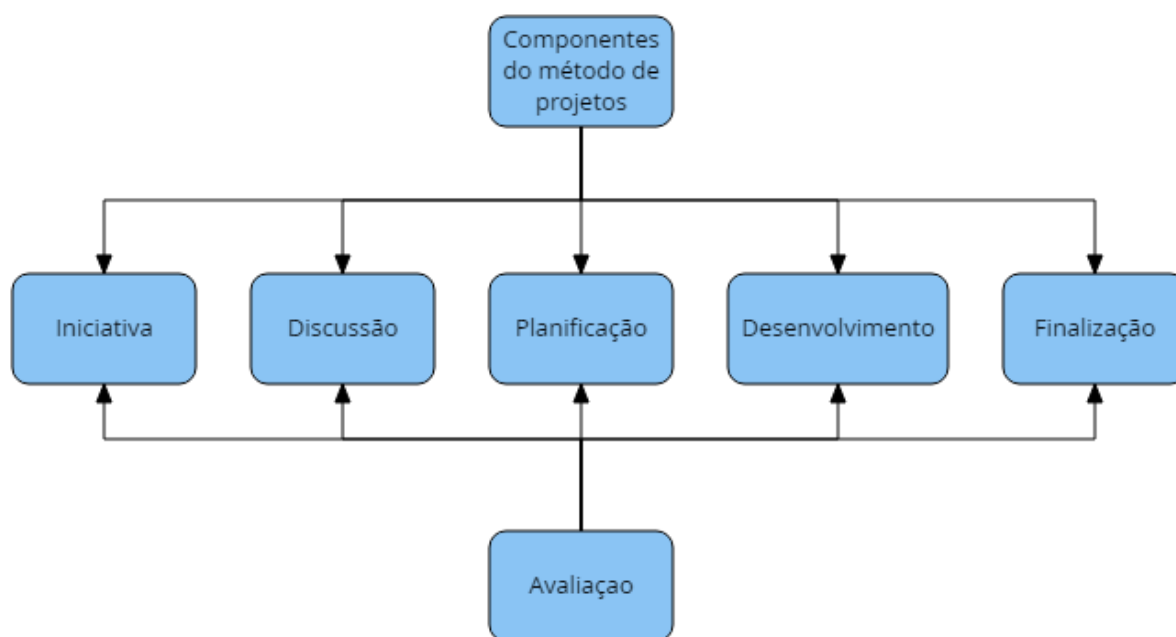 Componentes
do método de
projetos
Iniciativa
Discussão
Planificação
Desenvolvimento
Finalização
Avaliaçao